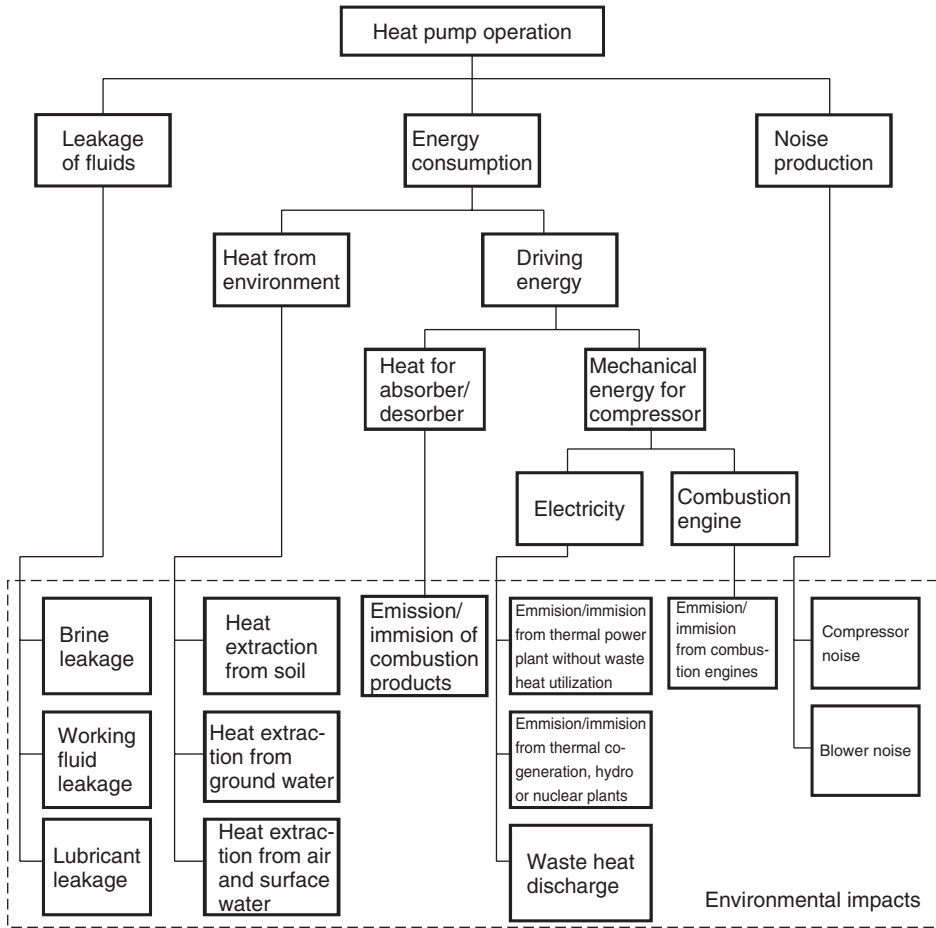 Heat pump operation
Leakage
of fluids
Energy
consumption
Noise
production
Heat from
environment
Driving
energy
Heat for
absorber/
desorber
Mechanical
energy for
compressor
Electricity
Combustion
engine
Brine
leakage
Working
fluid
leakage
Lubricant
leakage
Heat
extraction
from soil
Heat extrac-
tion from
ground water
Heat extrac-
tion from air
and surface
water
Emission/
immision of
combustion
products
Emmision/immision
from thermal power
plant without waste
heat utilization
Emmision/immision
from thermal co-
generation, hydro
or nuclear plants
Waste heat
discharge
Emmision/
immision
from combus-
tion engines
Compressor
noise
Blower noise
Environmental impacts